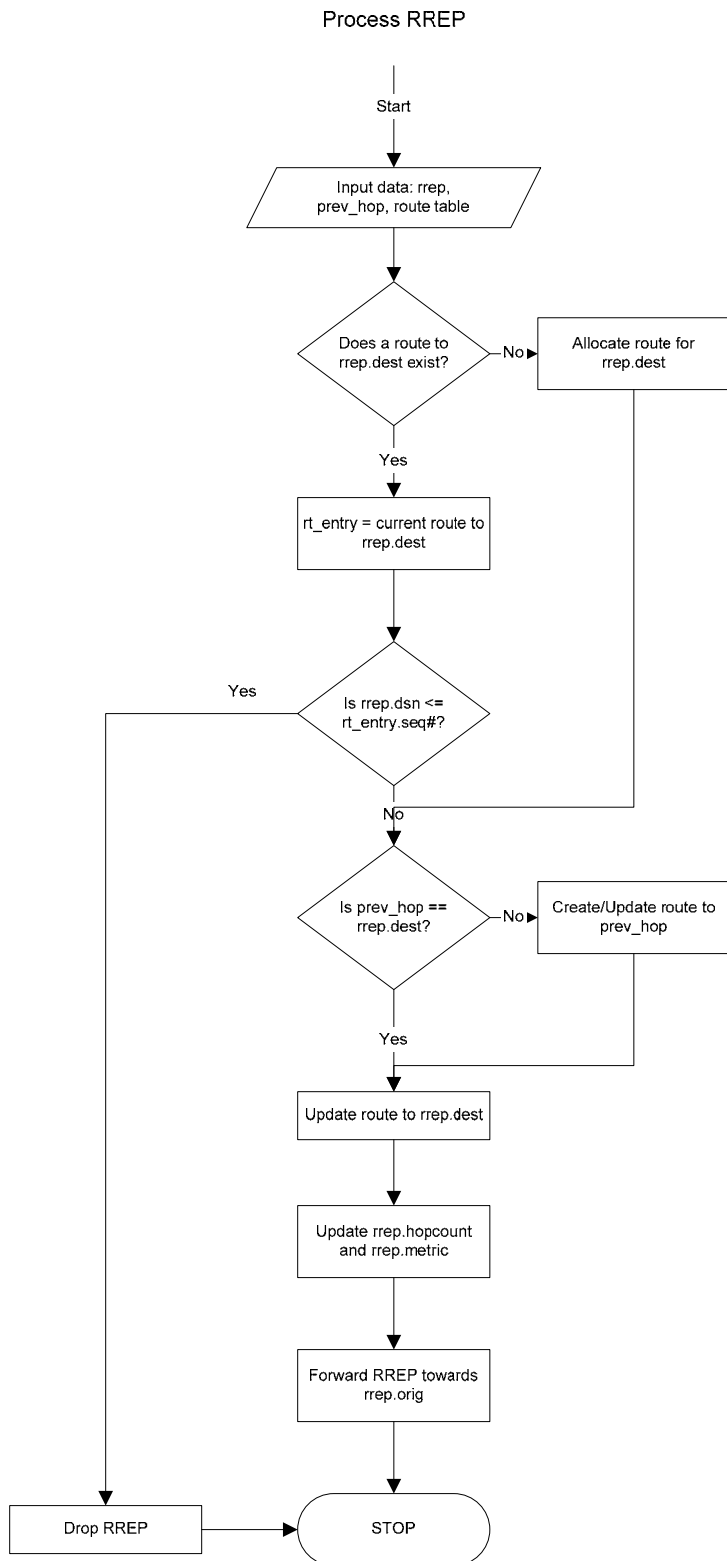 Process RREP
Start
Input data: rrep,
prev_hop, route table
Does a route to
rrep.dest exist?
No
Allocate route for
rrep.dest
Yes
rt_entry = current route to
rrep.dest
Yes
Is rrep.dsn <=
rt_entry.seq#?
No
Is prev_hop ==
rrep.dest?
No
Create/Update route to
prev_hop
Yes
Update route to rrep.dest
Update rrep.hopcount
and rrep.metric
Forward RREP towards
rrep.orig
Drop RREP
STOP